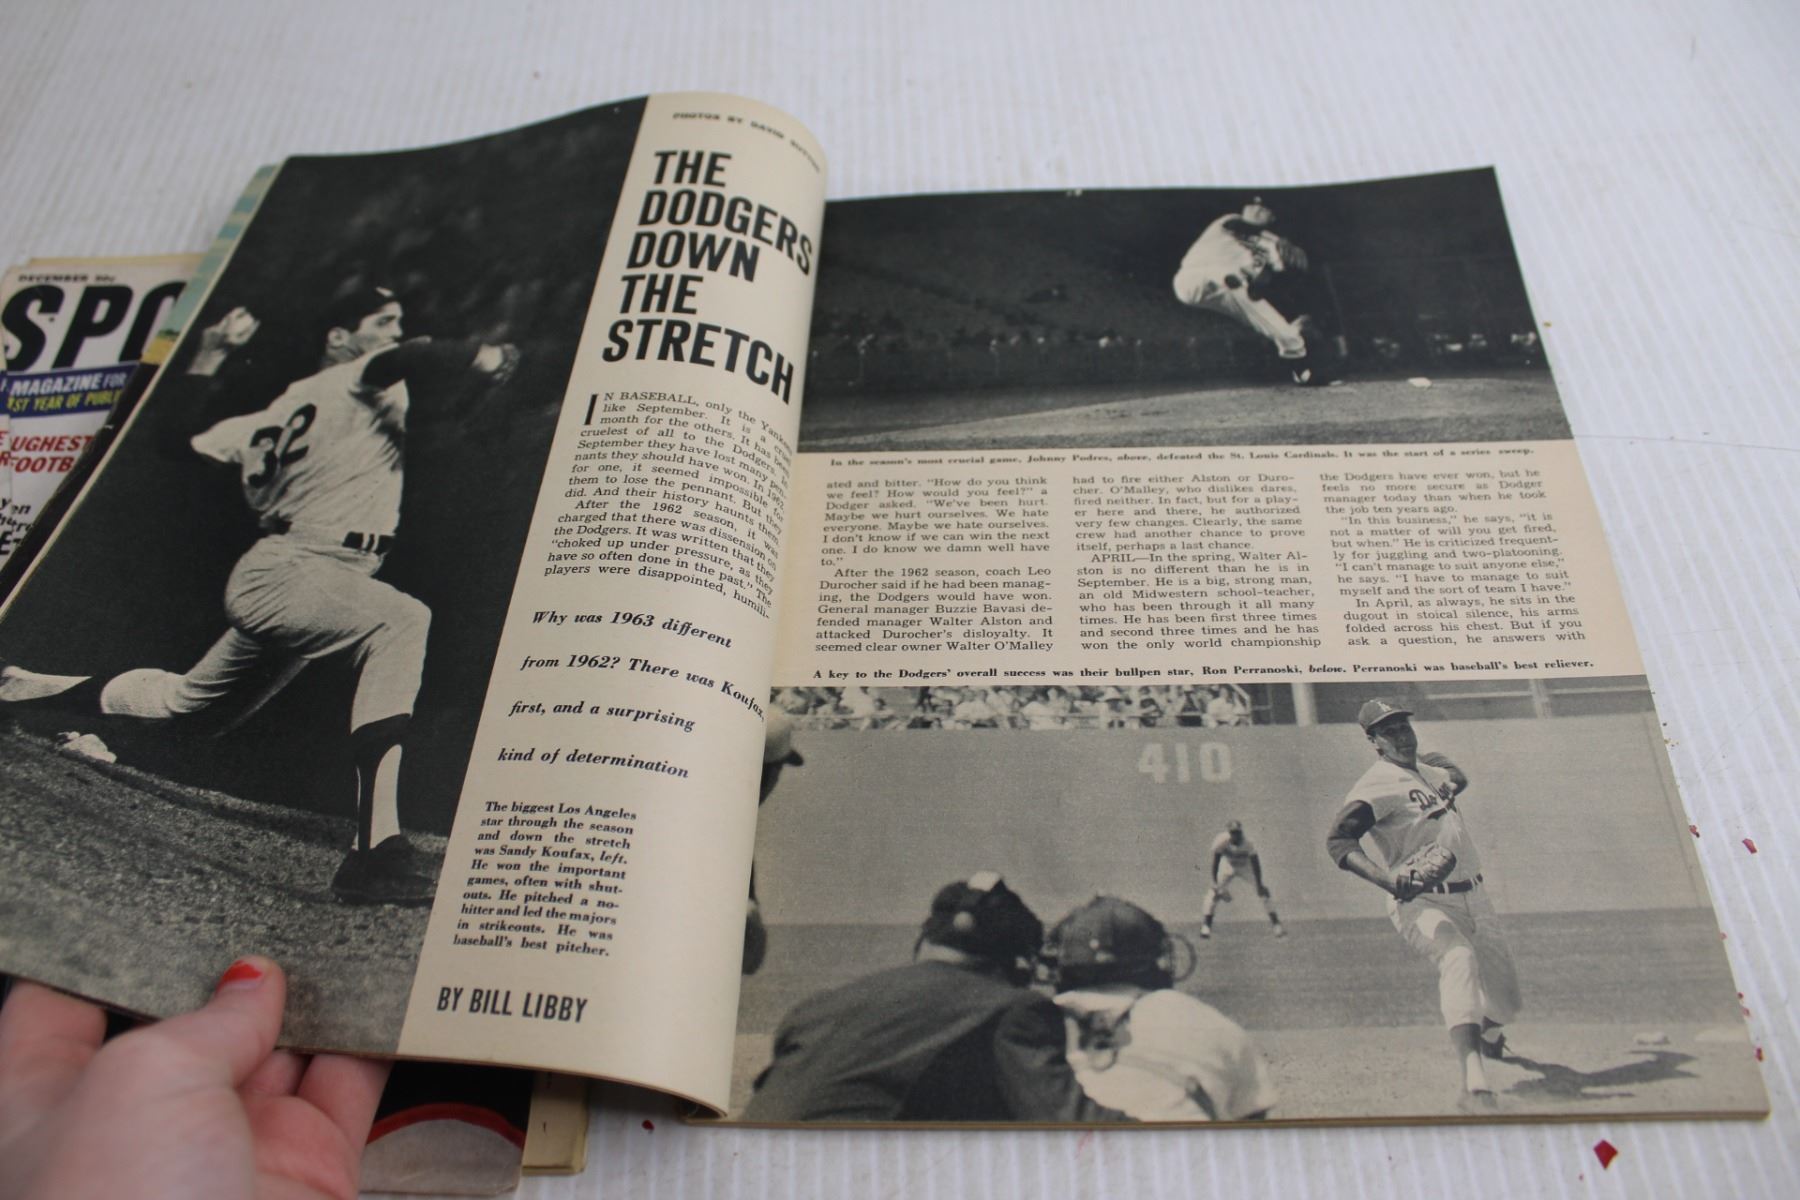 DECEMBER 50c
SPO
MAGAZINE FOR
ST YEAR OF PUBLI
UGHEST
FOOTB
32
PHOTOS BY DAVID SUTTON
THE
DODGERS
DOWN
THE
STRETCH
IN BASEBALL, only the Yankees
like September. It is a cruel
month for the others. It has been
cruelest of all to the Dodgers. In
September they have lost many pen-
nants they should have won. In 1962,
for one, it seemed impossible for
them to lose the pennant. But they
did. And their history haunts them.
After the 1962 season, it was
charged that there was dissension on
the Dodgers. It was written that they
"choked up under pressure, as they
have so often done in the past." The
players were disappointed, humili-
Why was 1963 different
from 1962? There was Koufax,
first, and a surprising
kind of determination
The biggest Los Angeles
star through the season
and down the stretch
was Sandy Koufax, left.
He won the important
games, often with shut-
outs. He pitched a no-
hitter and led the majors
in strikeouts. He was
baseball's best pitcher.
BY BILL LIBBY
In the season's most crucial game, Johnny Podres, above, defeated the St. Louis Cardinals. It was the start of a series sweep.
ated and bitter. "How do you think
we feel? How would you feel?" a
Dodger asked. "We've been hurt.
Maybe we hurt ourselves. We hate
everyone. Maybe we hate ourselves.
I don't know if we can win the next
one. I do know we damn well have
to."
After the 1962 season, coach Leo
Durocher said if he had been manag-
ing, the Dodgers would have won.
General manager Buzzie Bavasi de-
fended manager Walter Alston and
attacked Durocher's disloyalty. It
seemed clear owner Walter O'Malley
had to fire either Alston or Duro-
cher. O'Malley, who dislikes dares,
fired neither. In fact, but for a play-
er here and there, he authorized
very few changes. Clearly, the same
crew had another chance to prove
itself, perhaps a last chance.
APRIL—In the spring, Walter Al-
ston is no different than he is in
September. He is a big, strong man,
an old Midwestern school-teacher,
who has been through it all many
times. He has been first three times
and second three times and he has
won the only world championship
the Dodgers have ever won, but he
feels no more secure as Dodger
manager today than when he took
the job ten years ago.
"In this business," he says, "it is
not a matter of will you get fired,
but when." He is criticized frequent-
ly for juggling and two-platooning.
"I can't manage to suit anyone else,"
he says. "I have to manage to suit
myself and the sort of team I have."
In April, as always, he sits in the
dugout in stoical silence, his arms
folded across his chest. But if you
ask a question, he answers with
A key to the Dodgers' overall success was their bullpen star, Ron Perranoski, below. Perranoski was baseball's best reliever.
410
LA
Dodgers